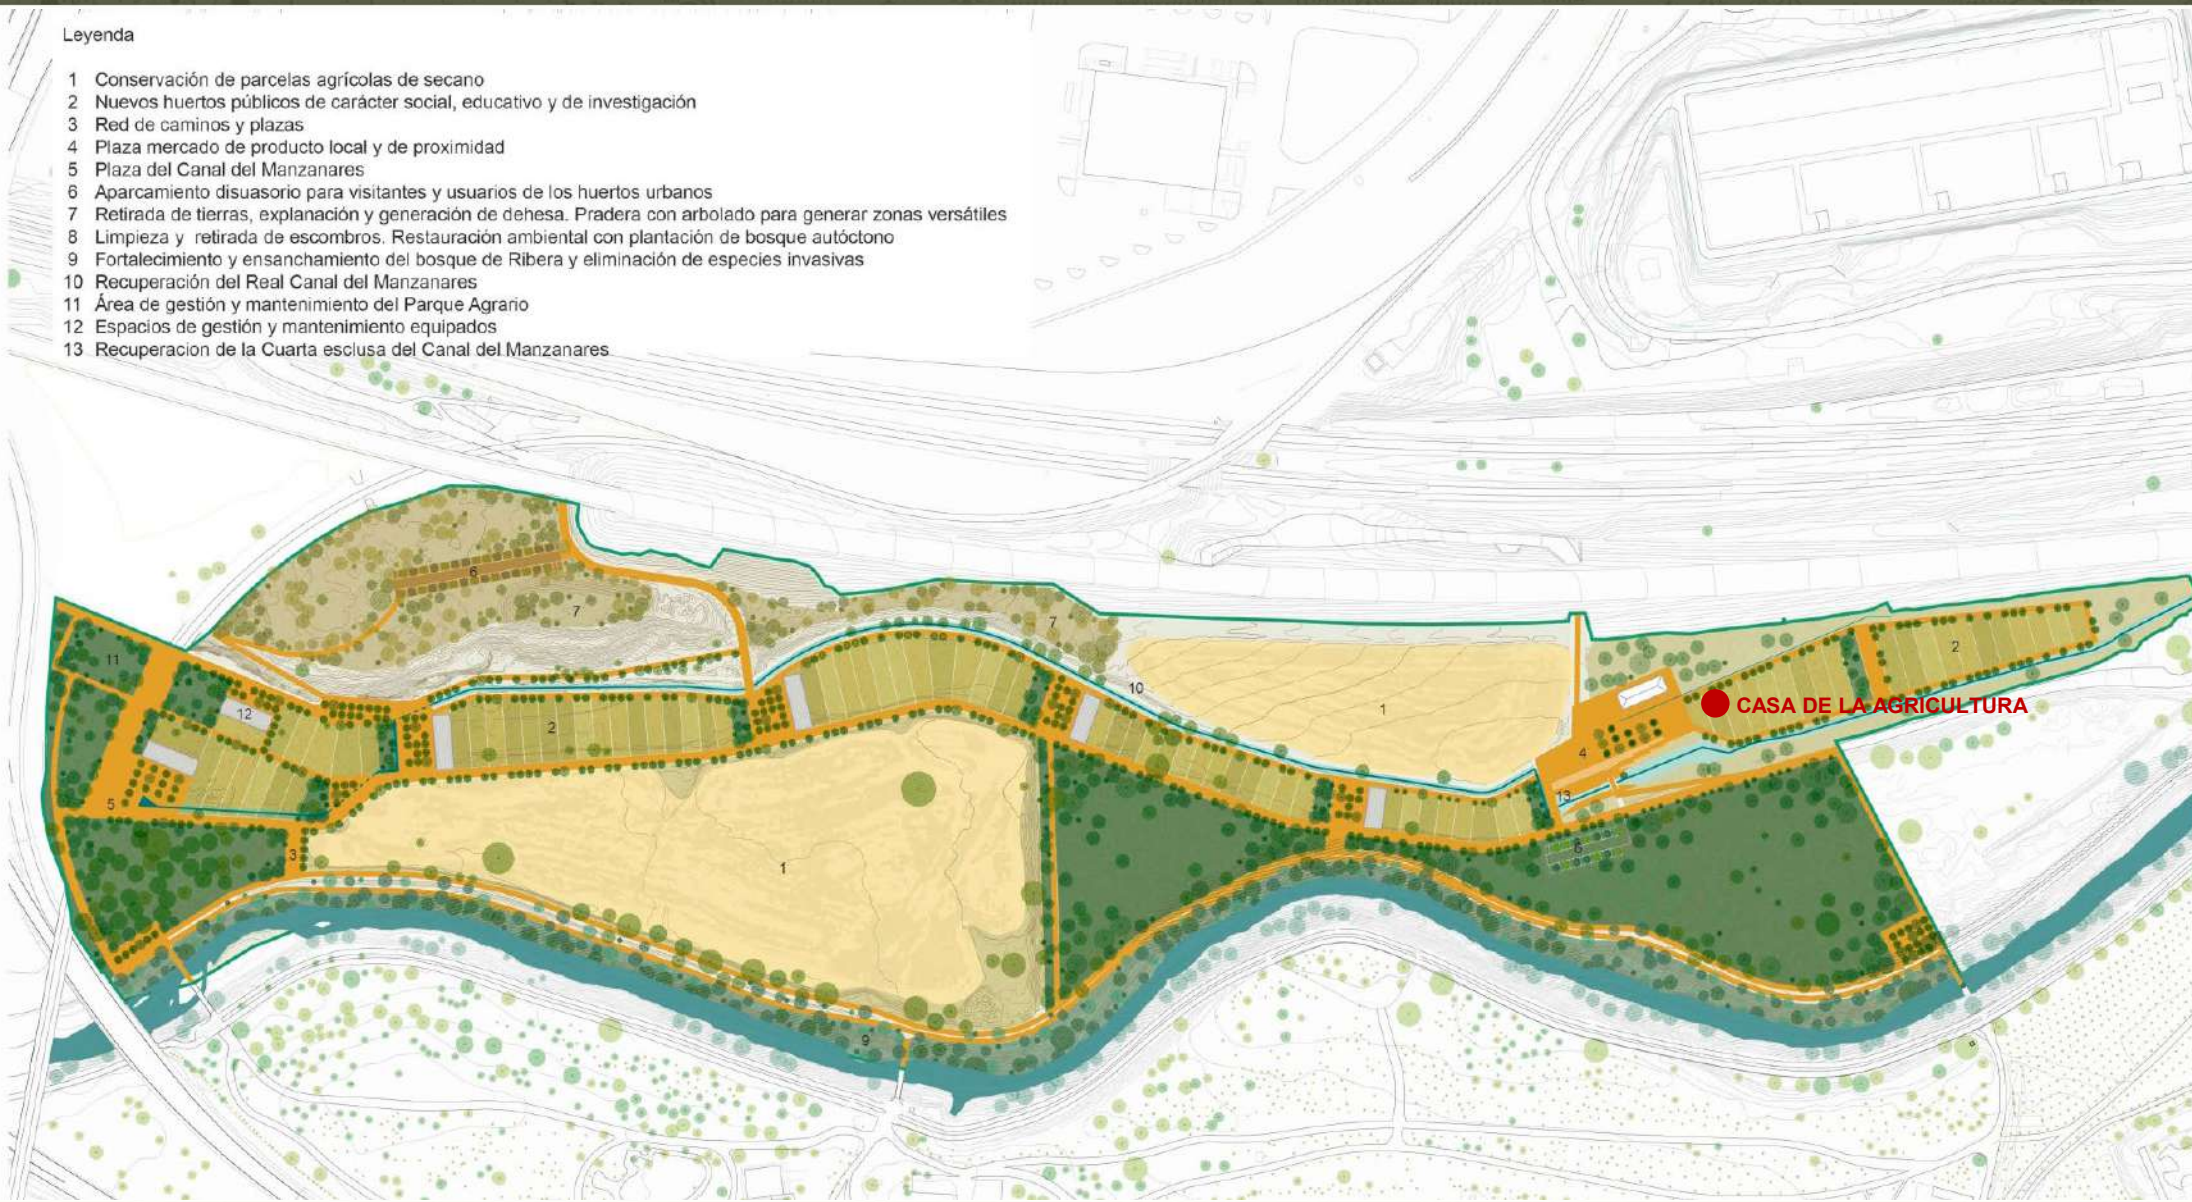 Leyenda
1 Conservación de parcelas agrícolas de secano
2 Nuevos huertos públicos de carácter social, educativo y de investigación
3 Red de caminos y plazas
4 Plaza mercado de producto local y de proximidad
5 Plaza del Canal del Manzanares
6 Aparcamiento disuasorio para visitantes y usuarios de los huertos urbanos
7 Retirada de tierras, explanación y generación de dehesa. Pradera con arbolado para generar zonas versátiles
8 Limpieza y retirada de escombros. Restauración ambiental con plantación de bosque autóctono
9 Fortalecimiento y ensanchamiento del bosque de Ribera y eliminación de especies invasivas
10 Recuperación del Real Canal del Manzanares
11 Área de gestión y mantenimiento del Parque Agrario
12 Espacios de gestión y mantenimiento equipados
13 Recuperacion de la Cuarta esclusa del Canal del Manzanares
6
7
7
11
2
10
12
1
CASA DE LA AGRICULTURA
2
4
13
5
6
3
1
9